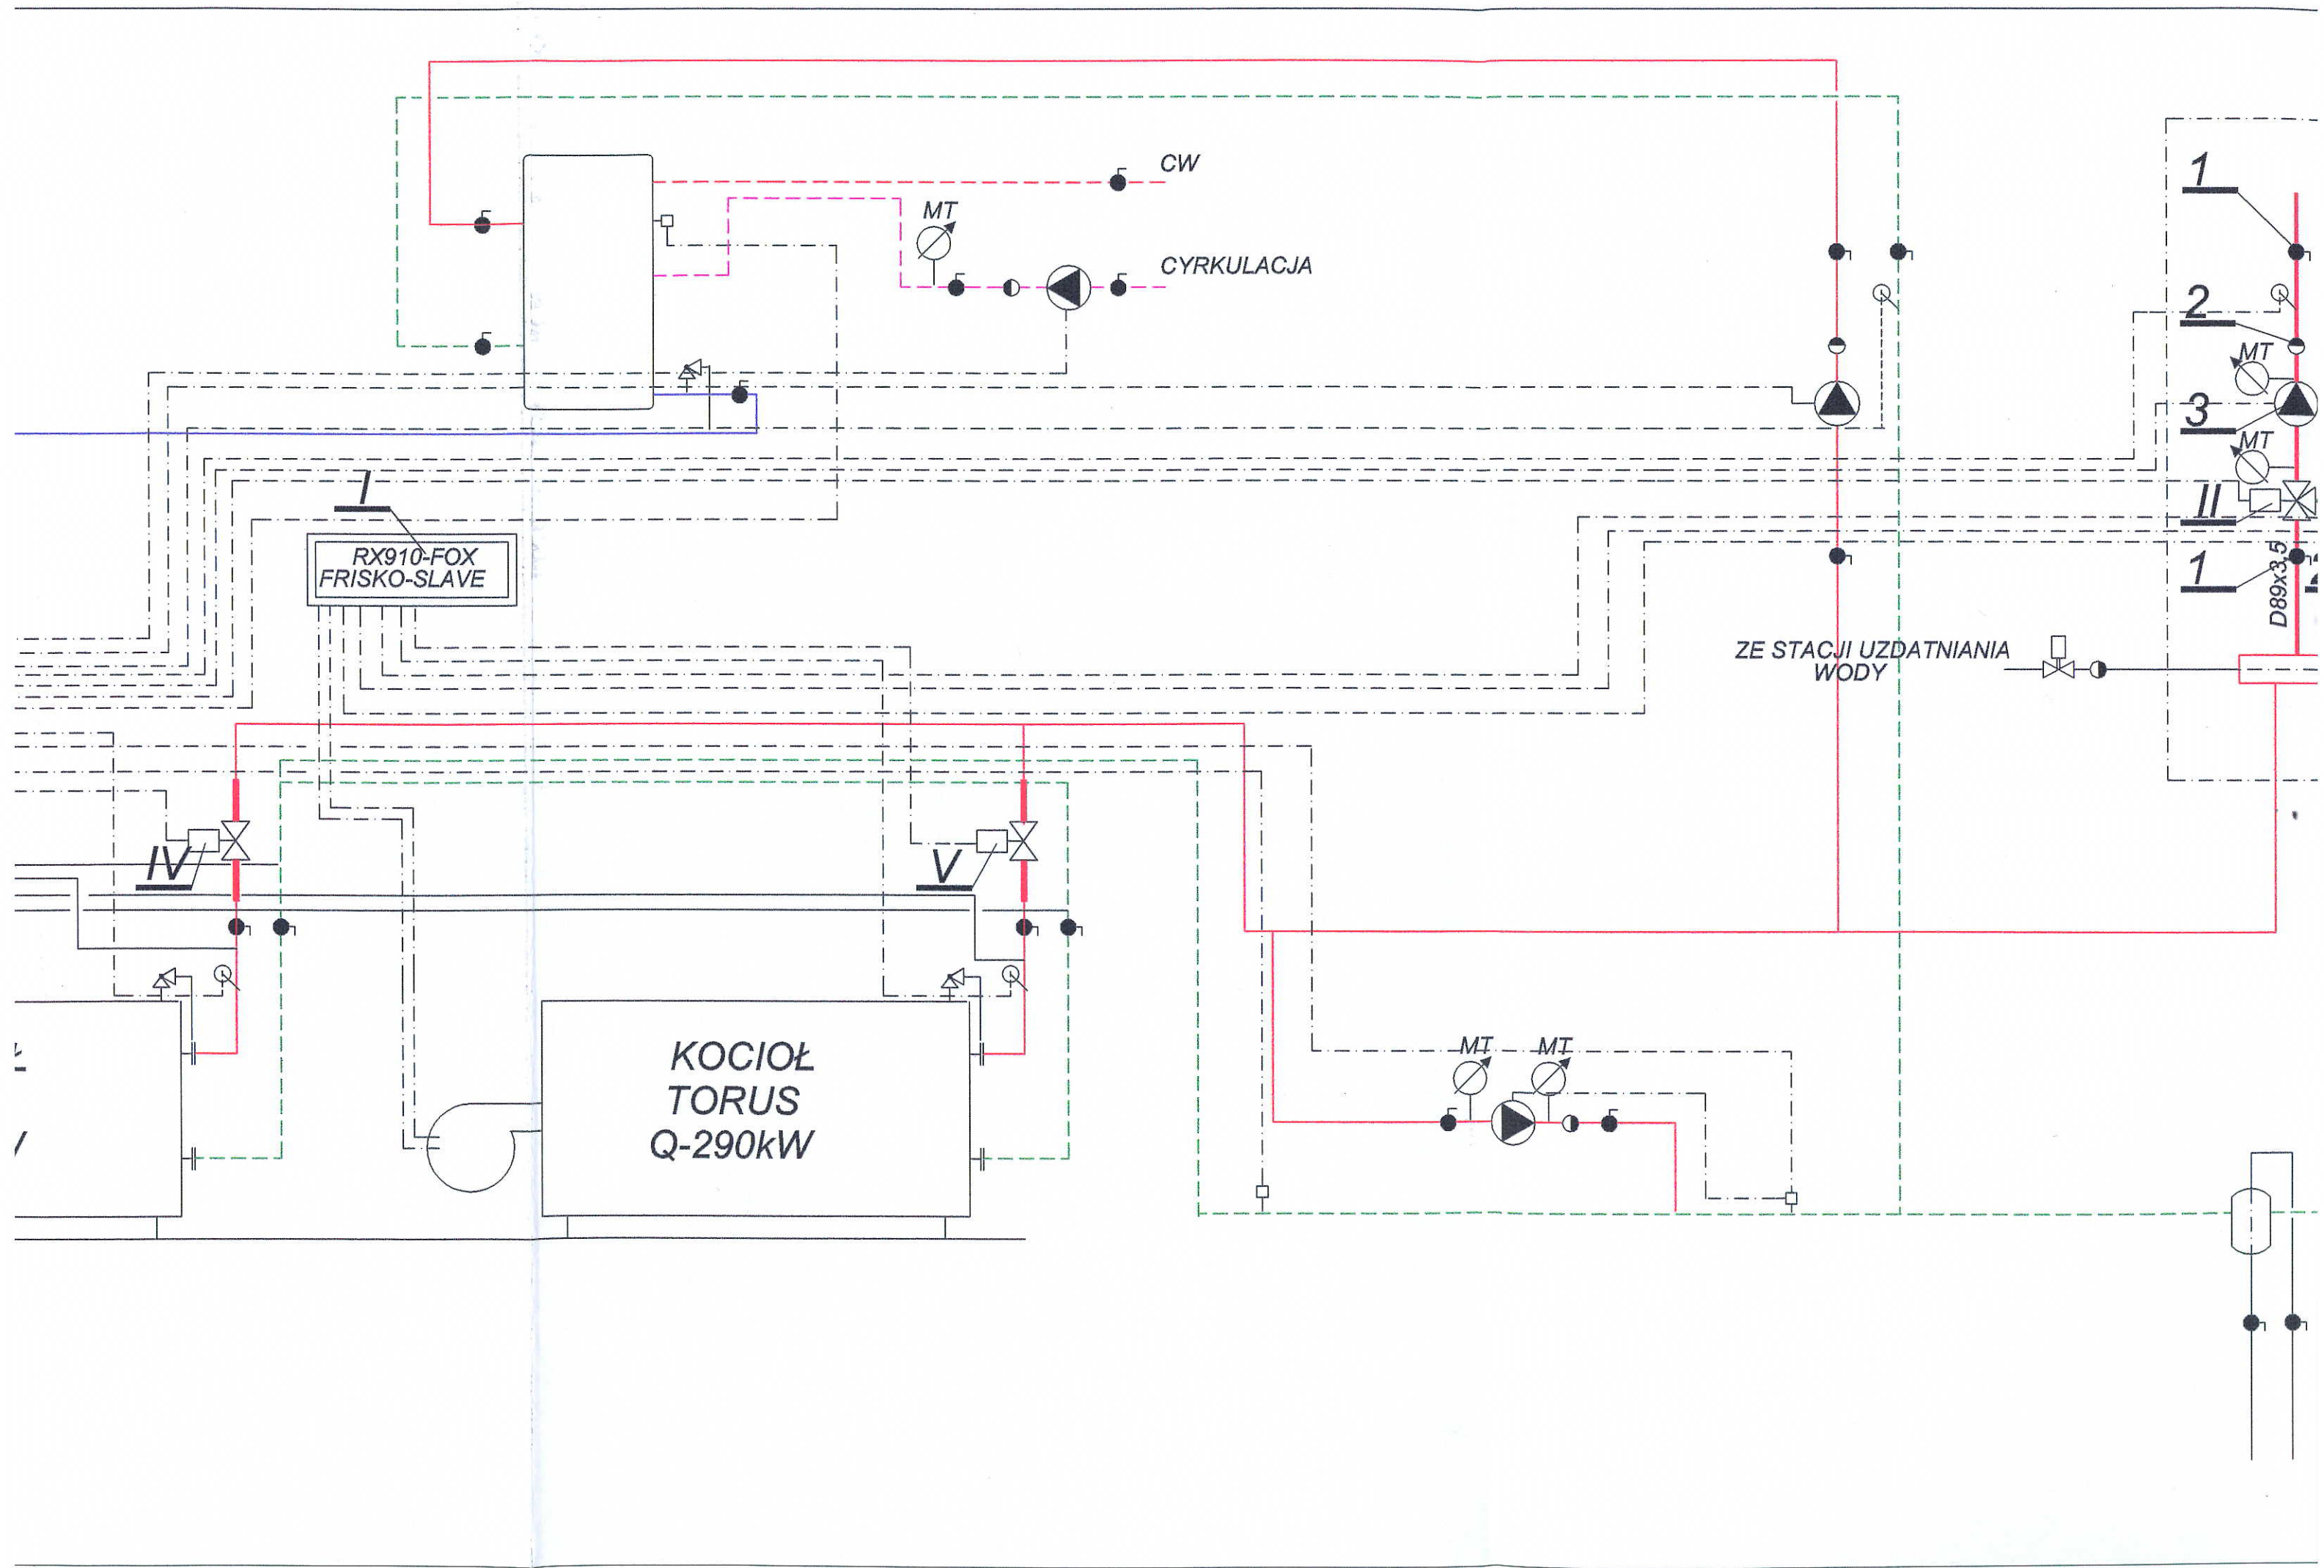 CW
MT
CYRKULACJA
1
2
MT
3
MT
I
II
RX910-FOX
FRISKO-SLAVE
1
D89x3,5
ZE STACJI UZDATNIANIA
WODY
IV
V
MT
MT
KOCIOŁ
TORUS
Q-290kW